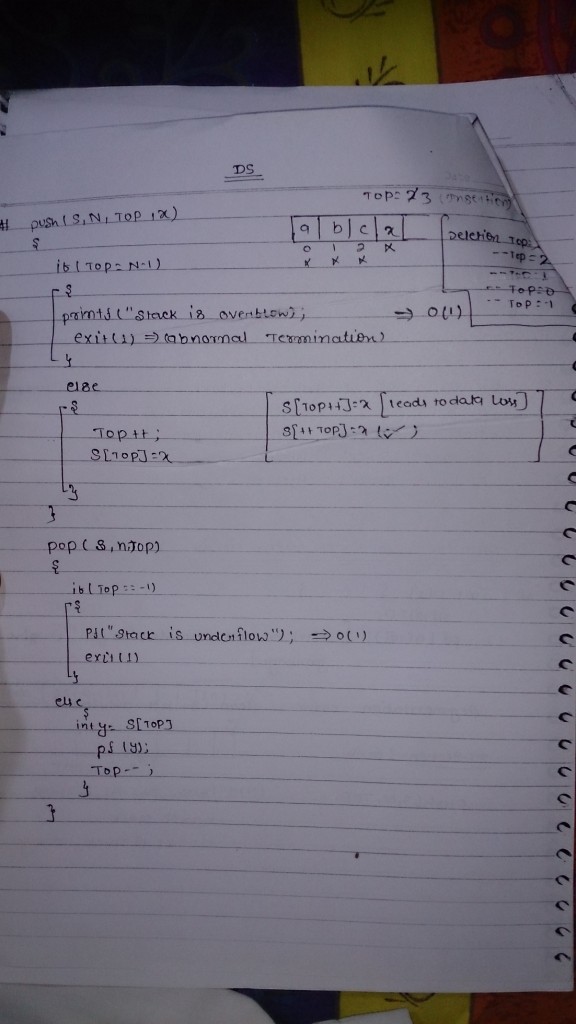 DS
TOP= 2 3 (insertion)
push(S, N, TOP, x)
{
a b c x
0 1 2
x x x x
Deletion TOP=
--Top = 2
-- TOP=1
-- TOP=0
-- TOP=-1
if (TOP= N-1)
{
printf("Stack is overflow);
⇒ O(1)
exit(1) ⇒ (abnormal Termination)
}
else
{
TOP++;
S[TOP]=x
S[TOP++]=x [leads to data loss]
S[++TOP]=x (✓);
}
}
pop(S, n, Top)
{
if (TOP == -1)
{
Pf("Stack is underflow"); ⇒ O(1)
exit(1)
}
else
{
int y= S[TOP]
pf (y);
TOP--;
}
}